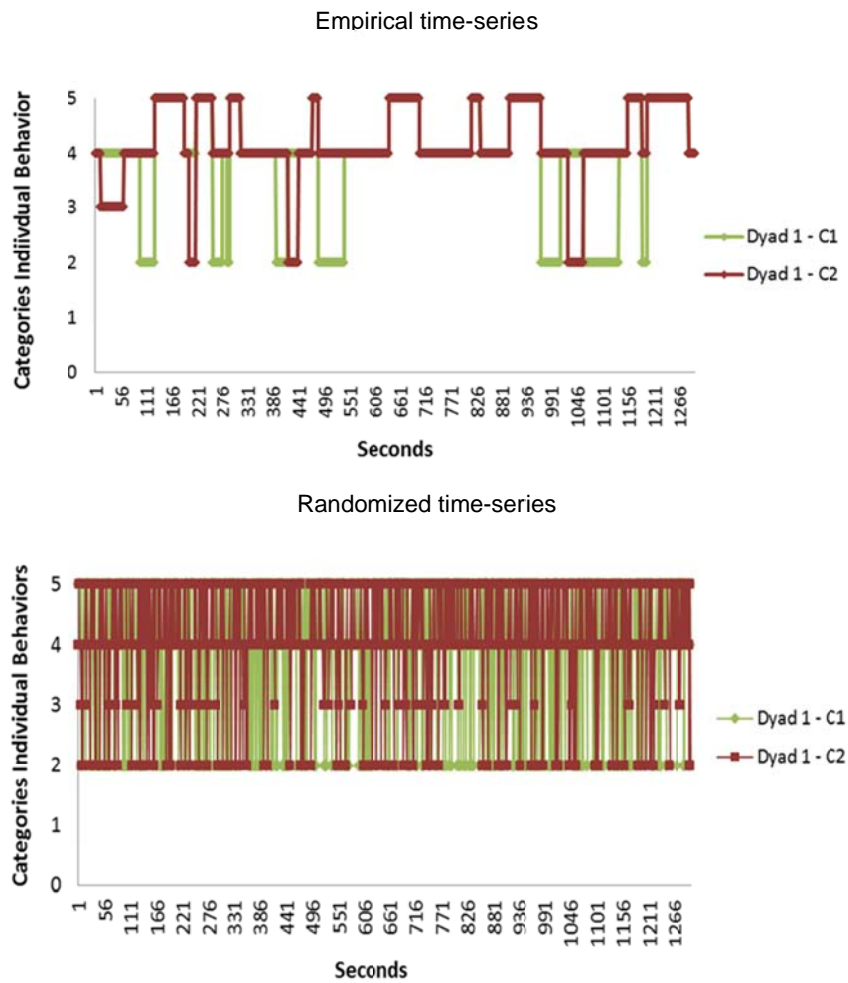 Empirical time-series
Categories Indiivdual Behavior
5
4
3
2
1
0
1 56 111 166 221 276 331 386 441 496 551 606 661 716 771 826 881 936 991 1046 1101 1156 1211 1266
Seconds
Dyad 1 - C1
Dyad 1 - C2
Randomized time-series
Categories Individual Behaviors
5
4
3
2
1
0
1 56 111 166 221 276 331 386 441 496 551 606 661 716 771 826 881 936 991 1046 1101 1156 1211 1266
Seconds
Dyad 1 - C1
Dyad 1 - C2